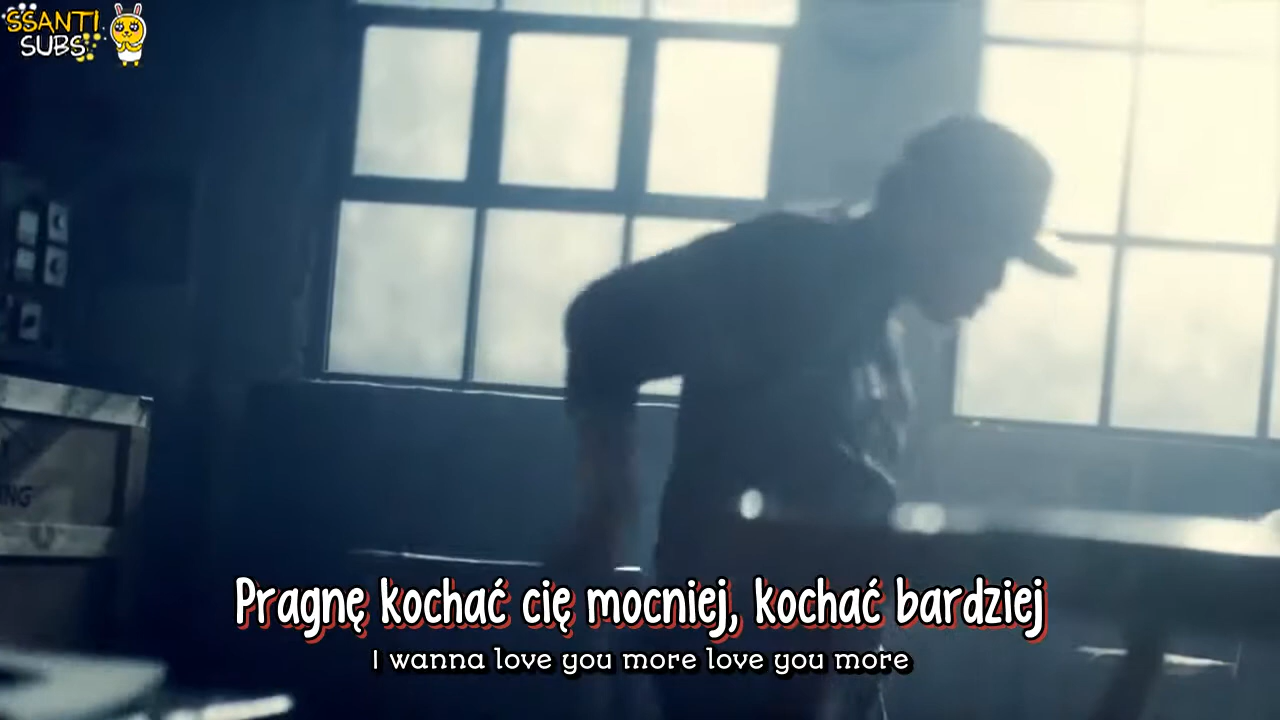 SSANTI
SUBS
Pragnę kochać cię mocniej, kochać bardziej
I wanna love you more love you more